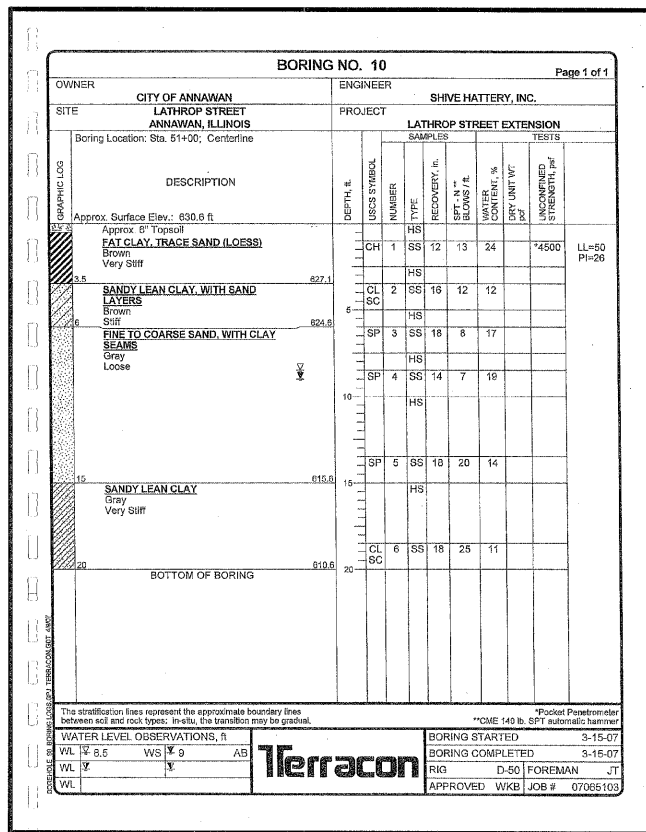 BORING NO. 10
Page 1 of 1
OWNER
CITY OF ANNAWAN
ENGINEER
SHIVE HATTERY, INC.
SITE
LATHROP STREET
ANNAWAN, ILLINOIS
PROJECT
LATHROP STREET EXTENSION
Boring Location: Sta. 51+00; Centerline
SAMPLES
TESTS
GRAPHIC LOG
DESCRIPTION
DEPTH, ft.
USCS SYMBOL
NUMBER
TYPE
RECOVERY, in.
SPT - N **
BLOWS / ft.
WATER
CONTENT, %
DRY UNIT WT
pcf
UNCONFINED
STRENGTH, psf
Approx. Surface Elev.: 630.6 ft
Approx. 6" Topsoil
HS
FAT CLAY, TRACE SAND (LOESS)
CH 1 SS 12 13 24 *4500 LL=50
PI=26
Brown
Very Stiff
HS
3.5 627.1
SANDY LEAN CLAY, WITH SAND
LAYERS
CL 2 SS 16 12 12
SC
Brown
5
HS
6 Stiff 624.6
FINE TO COARSE SAND, WITH CLAY
SEAMS
SP 3 SS 18 8 17
Gray
Loose
HS
SP 4 SS 14 7 19
10
HS
SP 5 SS 18 20 14
15 615.6
15
HS
SANDY LEAN CLAY
Gray
Very Stiff
CL 6 SS 18 25 11
SC
20 610.6
20
BOTTOM OF BORING
The stratification lines represent the approximate boundary lines
between soil and rock types: in-situ, the transition may be gradual.
*Pocket Penetrometer
**CME 140 lb. SPT automatic hammer
WATER LEVEL OBSERVATIONS, ft
WL 8.5 WS 9 AB
WL
WL
Terracon
BORING STARTED 3-15-07
BORING COMPLETED 3-15-07
RIG D-50 FOREMAN JT
APPROVED WKB JOB # 07065103